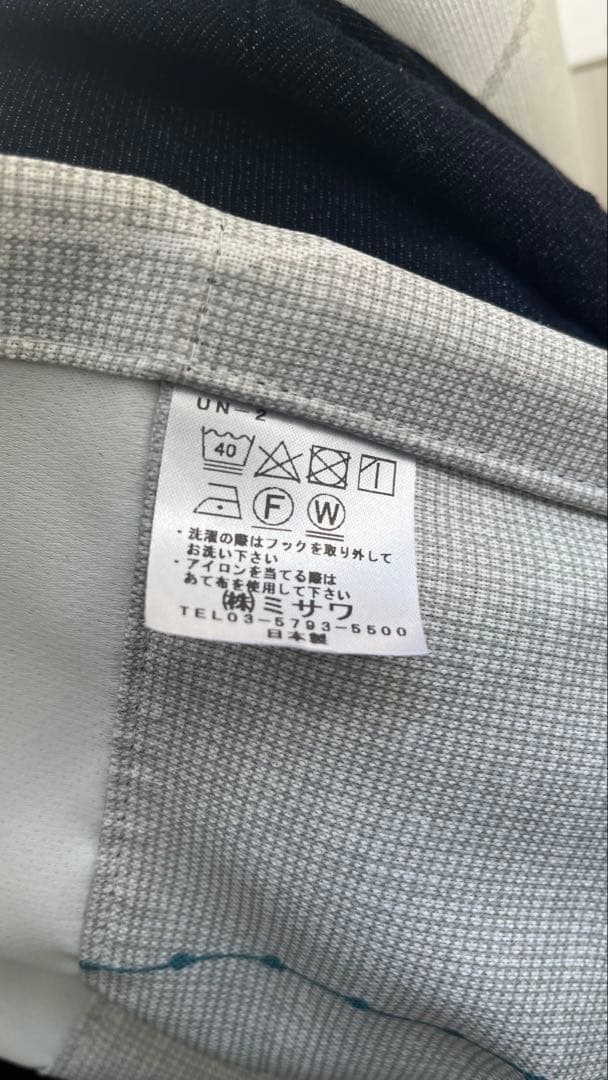 UN-2
40
F W
・洗濯の際はフックを取り外して
お洗い下さい
・アイロンを当てる際は
あて布を使用して下さい
(株)ミサワ
TEL03-5793-5500
日本製